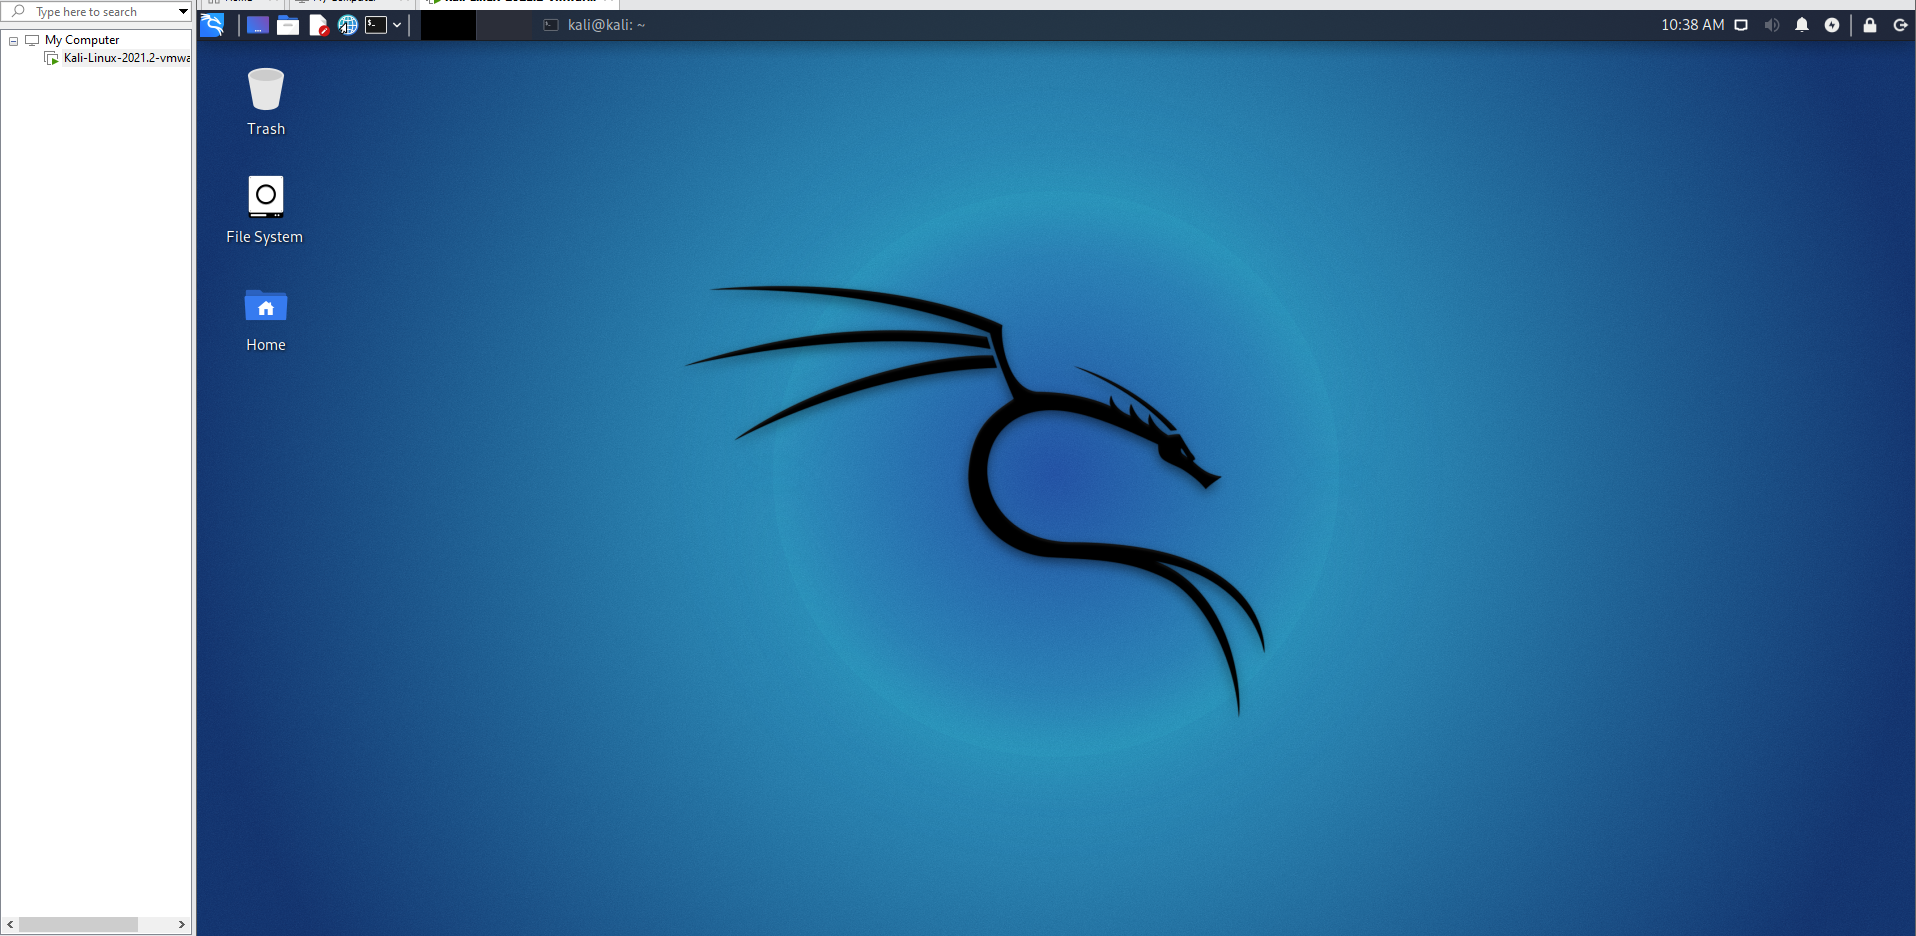 Type here to search
My Computer
Kali-Linux-2021.2-vmwa
kali@kali: ~
10:38 AM
Trash
File System
Home